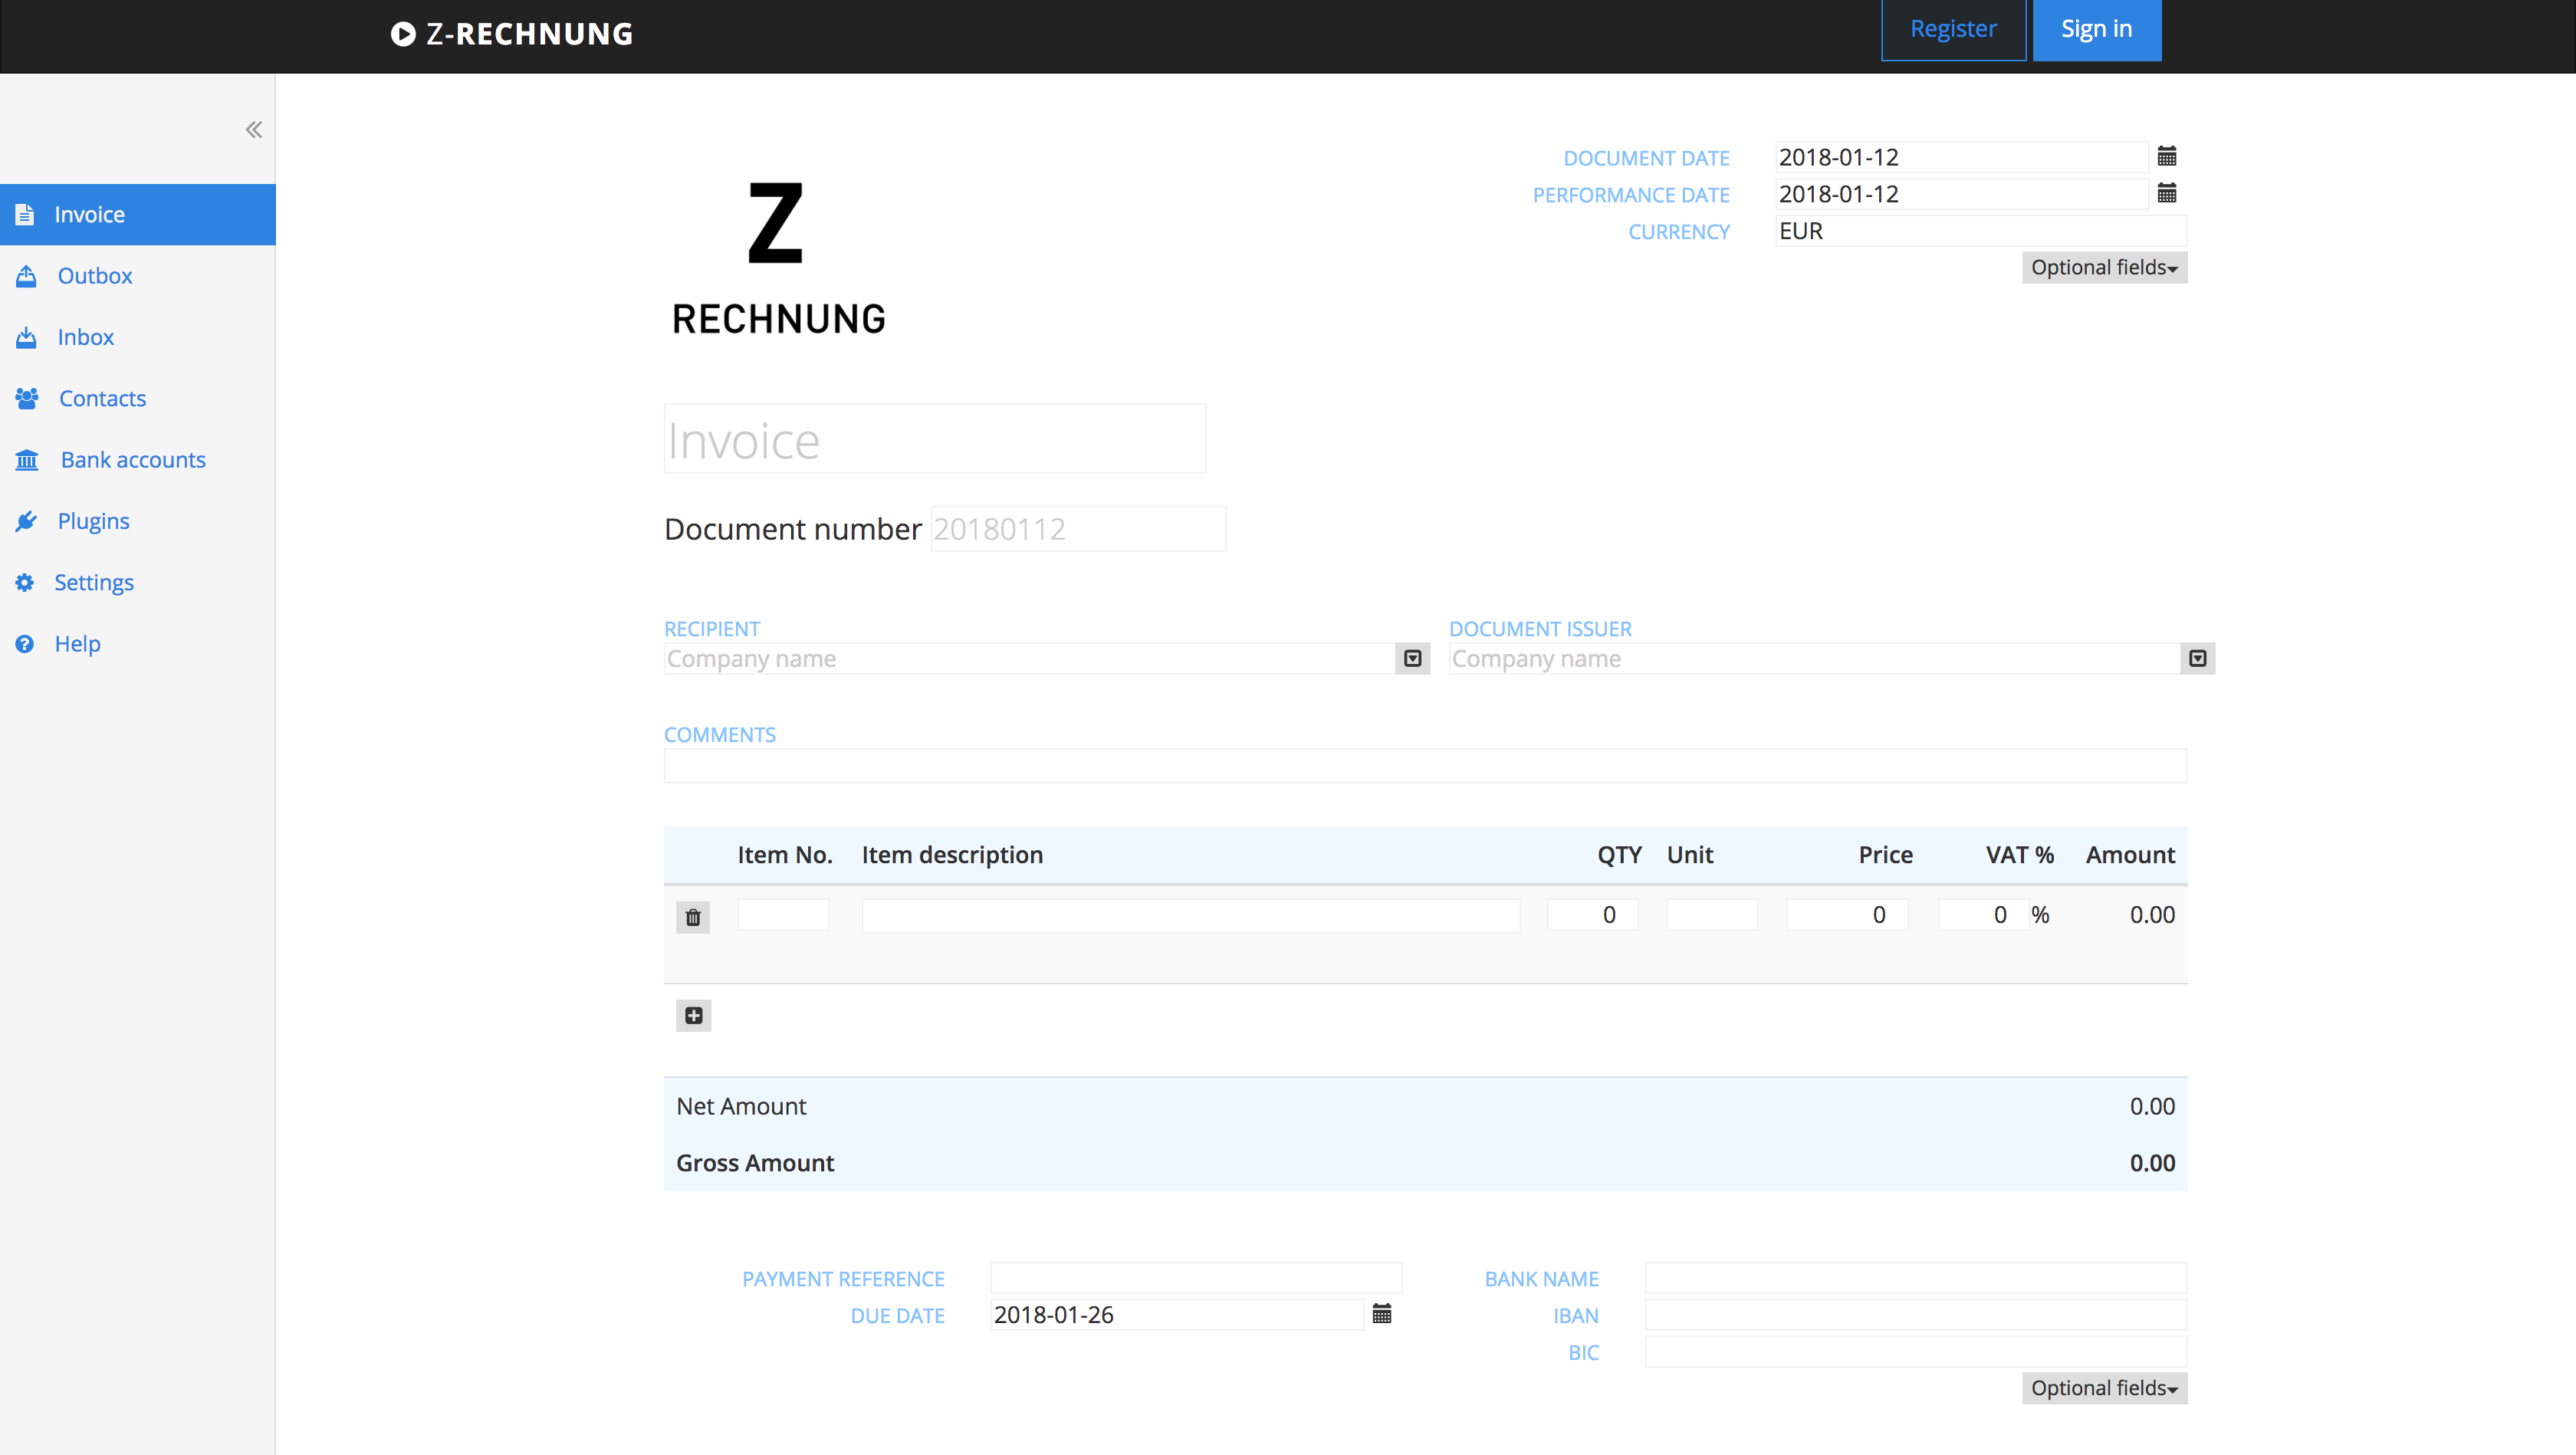 Z-RECHNUNG
Register
Sign in
Invoice
Outbox
Inbox
Contacts
Bank accounts
Plugins
Settings
Help
Z
RECHNUNG
DOCUMENT DATE 2018-01-12
PERFORMANCE DATE 2018-01-12
CURRENCY EUR
Optional fields
Invoice
Document number 20180112
RECIPIENT
Company name
DOCUMENT ISSUER
Company name
COMMENTS
Item No. Item description QTY Unit Price VAT % Amount
0 0 0 % 0.00
Net Amount 0.00
Gross Amount 0.00
PAYMENT REFERENCE
DUE DATE 2018-01-26
BANK NAME
IBAN
BIC
Optional fields